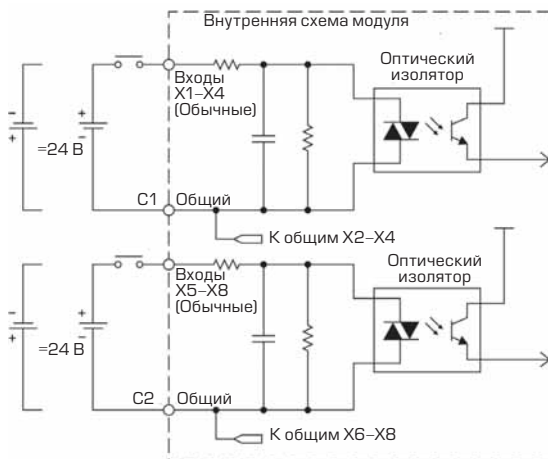 Внутренняя схема модуля
Оптический
изолятор
Входы
X1–X4
(Обычные)
-
+
+
-
=24 В
C1
Общий
К общим X2–X4
Оптический
изолятор
Входы
X5–X8
(Обычные)
-
+
+
-
=24 В
C2
Общий
К общим X6–X8